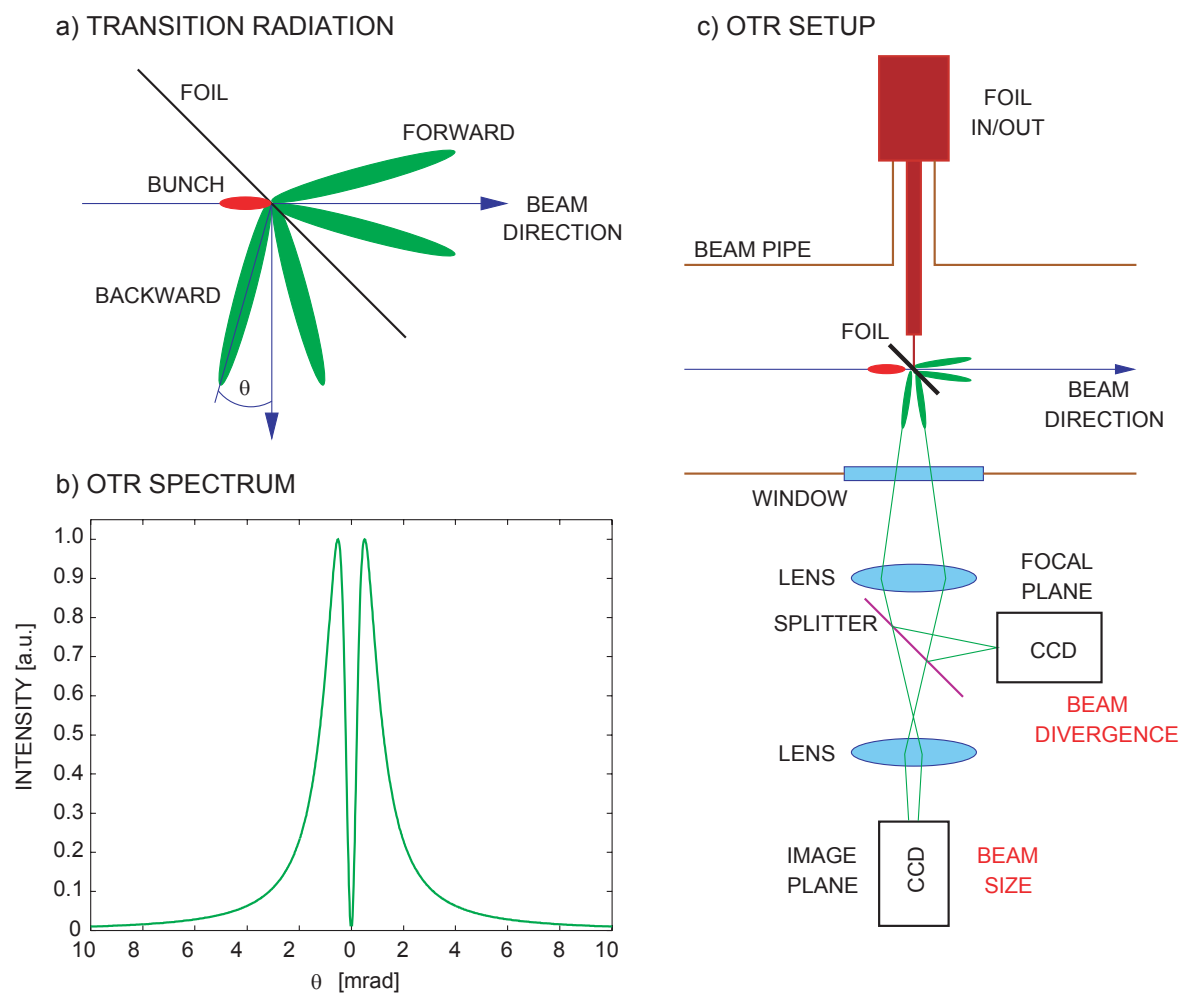 a) TRANSITION RADIATION
FOIL
FORWARD
BUNCH
BEAM
DIRECTION
BACKWARD
θ
b) OTR SPECTRUM
INTENSITY [a.u.]
1.0
0.9
0.8
0.7
0.6
0.5
0.4
0.3
0.2
0.1
0
10 8 6 4 2 0 2 4 6 8 10
θ [mrad]
c) OTR SETUP
FOIL
IN/OUT
BEAM PIPE
FOIL
BEAM
DIRECTION
WINDOW
LENS
FOCAL
PLANE
SPLITTER
CCD
BEAM
DIVERGENCE
LENS
IMAGE
PLANE
CCD
BEAM
SIZE